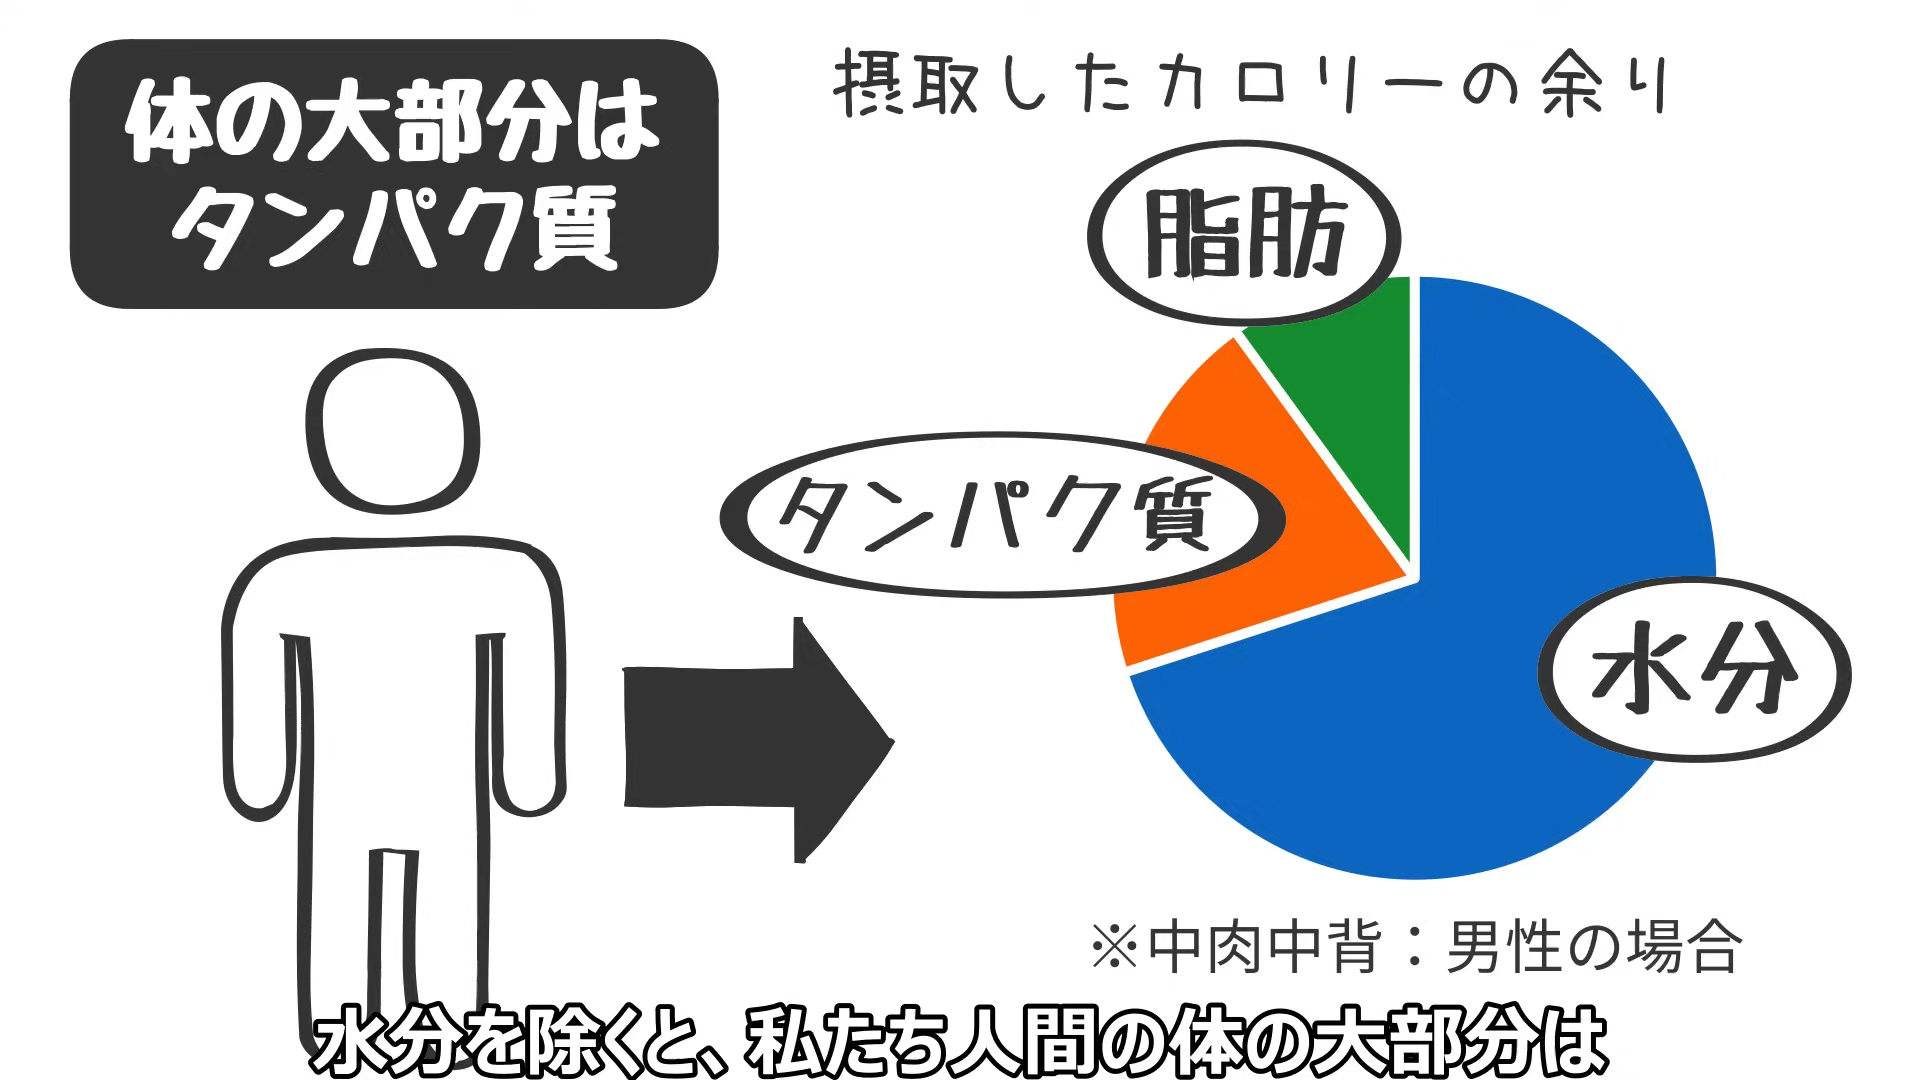 体の大部分は
タンパク質
摂取したカロリーの余り
脂肪
タンパク質
水分
※中肉中背：男性の場合
水分を除くと、私たち人間の体の大部分は